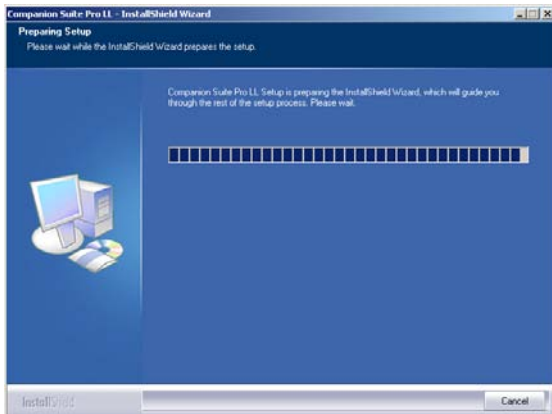 Companion Suite Pro LL - InstallShield Wizard
Preparing Setup
Please wait while the InstallShield Wizard prepares the setup.
Companion Suite Pro LL Setup is preparing the InstallShield Wizard, which will guide you
through the rest of the setup process. Please wait.
InstallShield
Cancel